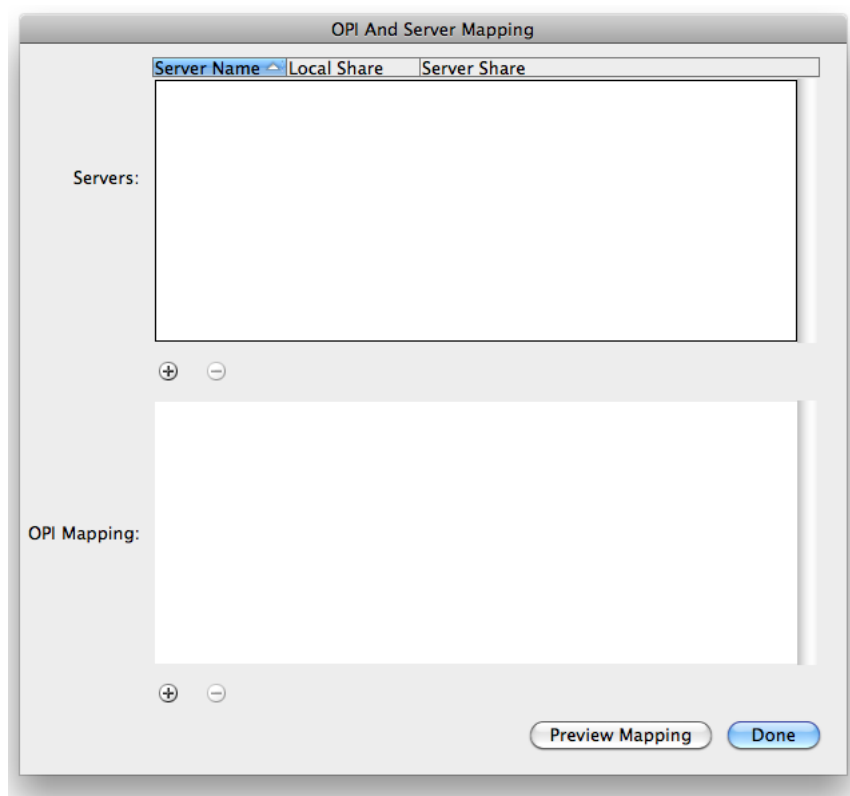 OPI And Server Mapping
Server Name Local Share Server Share
Servers:
OPI Mapping:
Preview Mapping Done